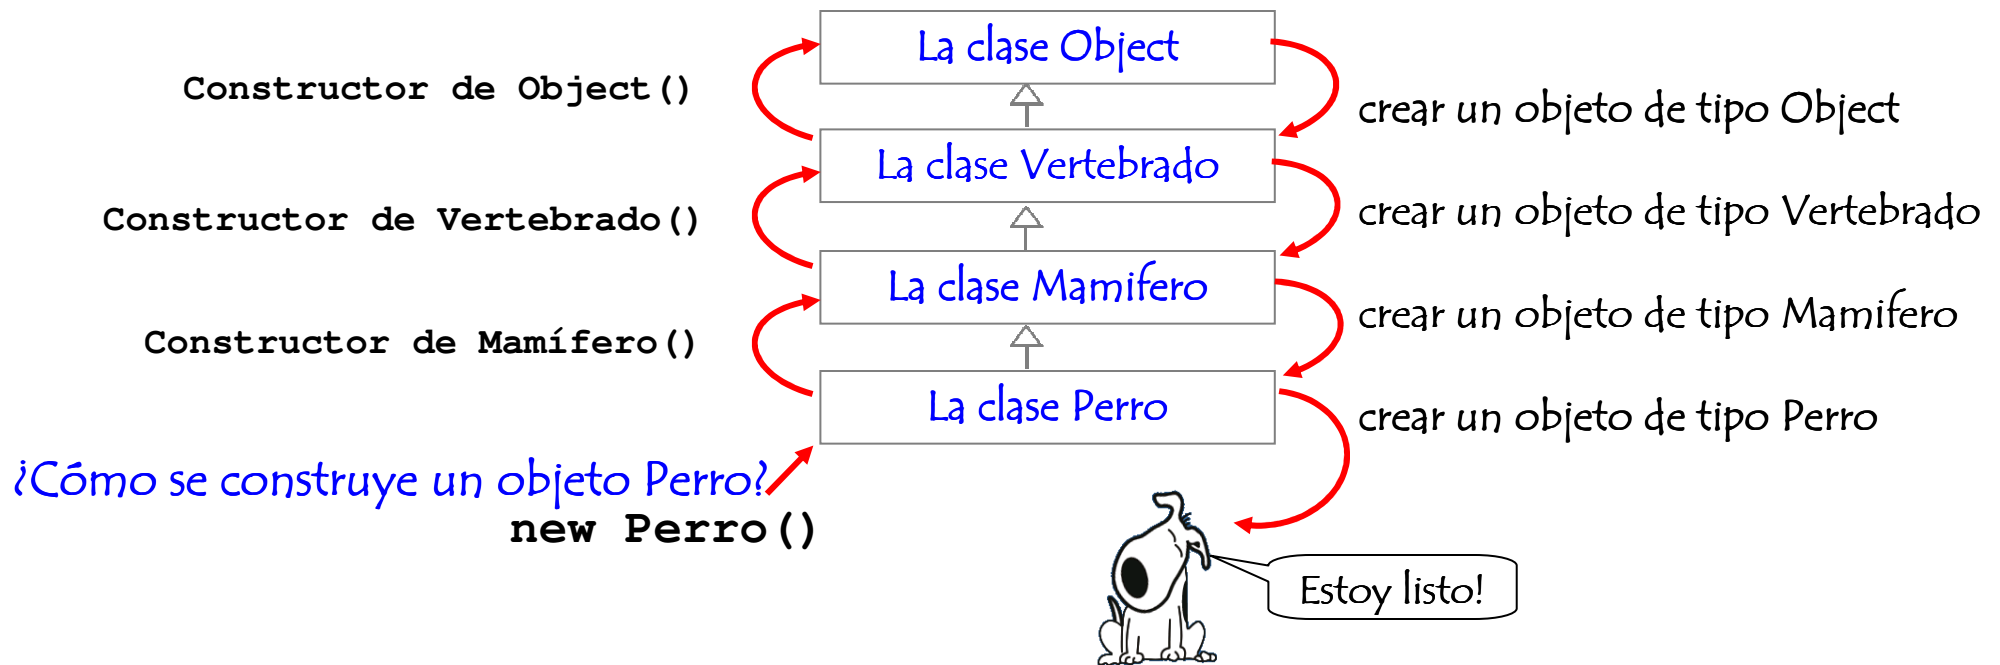 La clase Object
Constructor de Object()
crear un objeto de tipo Object
La clase Vertebrado
Constructor de Vertebrado()
crear un objeto de tipo Vertebrado
La clase Mamifero
Constructor de Mamífero()
crear un objeto de tipo Mamifero
La clase Perro
crear un objeto de tipo Perro
¿Cómo se construye un objeto Perro?
new Perro()
Estoy listo!